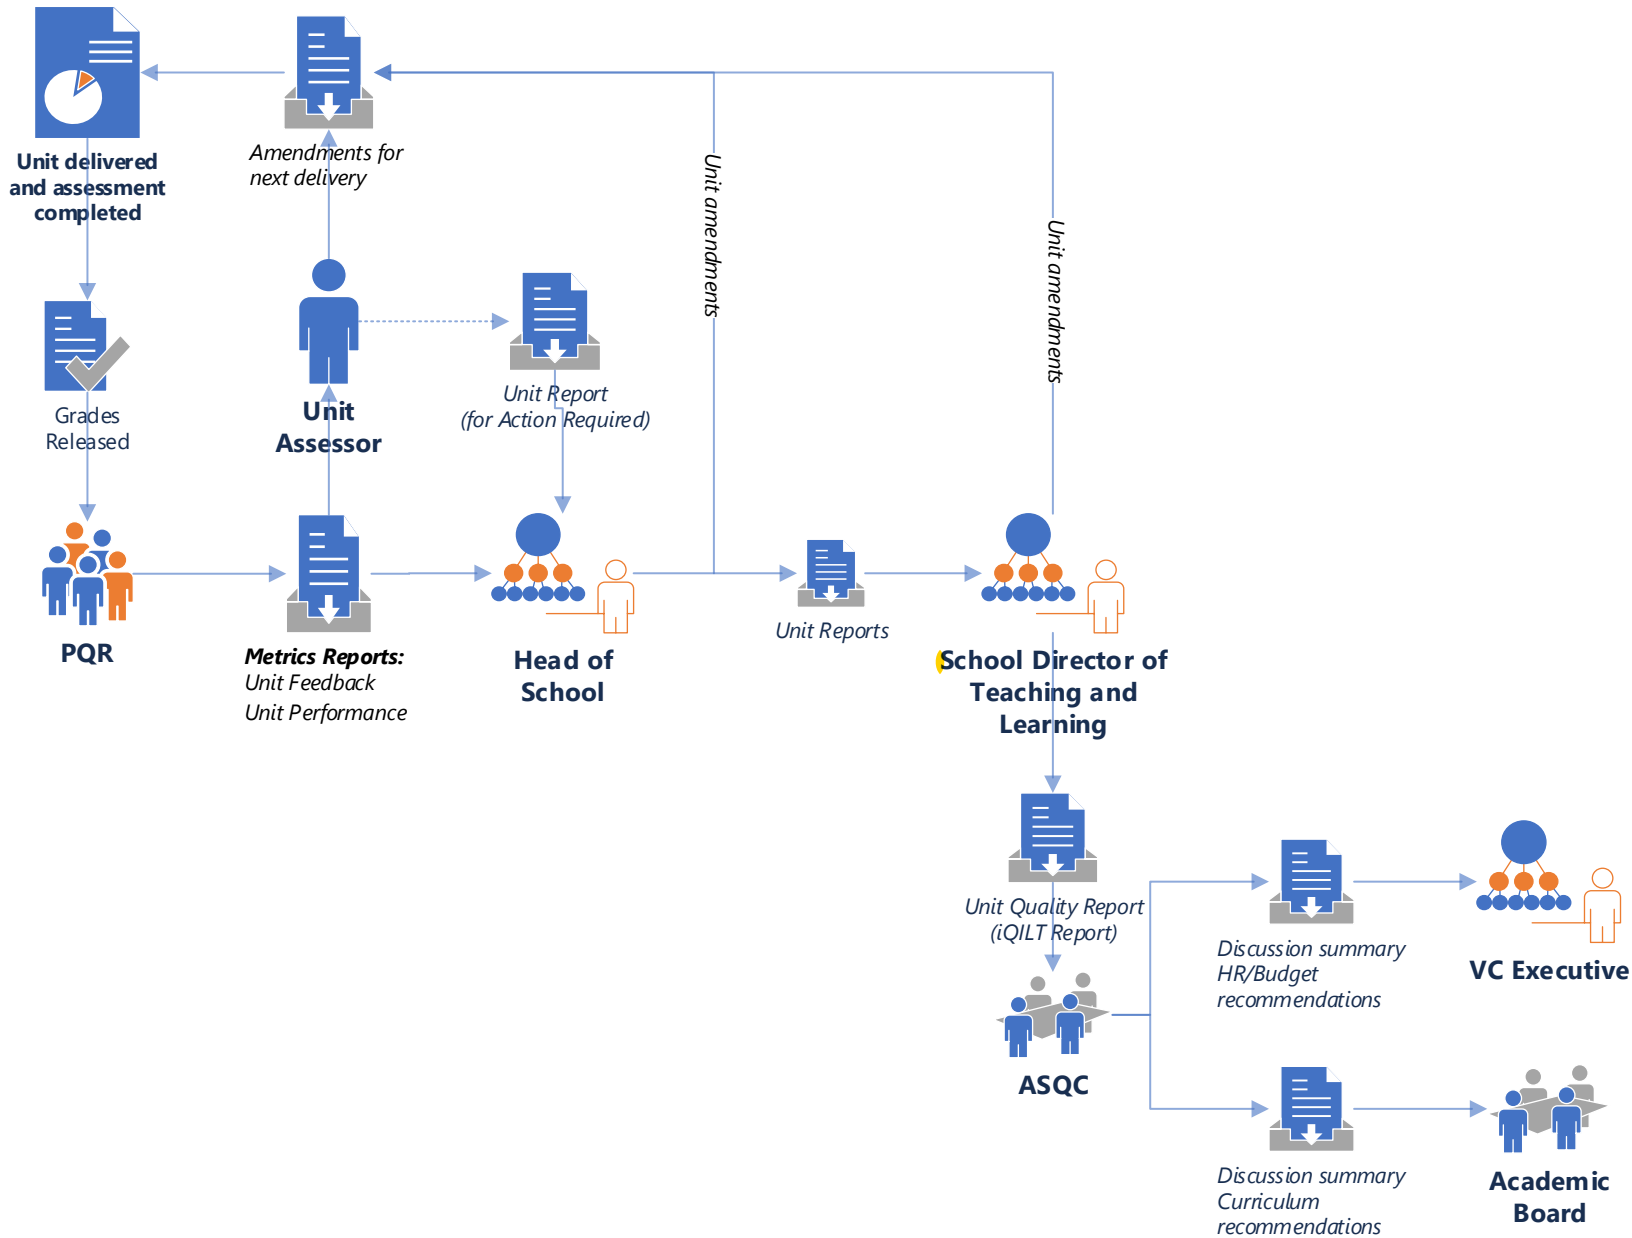 Unit delivered
and assessment
completed
Amendments for
next delivery
Unit amendments
Unit amendments
Grades
Released
Unit
Assessor
Unit Report
(for Action Required)
PQR
Metrics Reports:
Unit Feedback
Unit Performance
Head of
School
Unit Reports
School Director of
Teaching and
Learning
Unit Quality Report
(iQILT Report)
ASQC
Discussion summary
HR/Budget
recommendations
VC Executive
Discussion summary
Curriculum
recommendations
Academic
Board